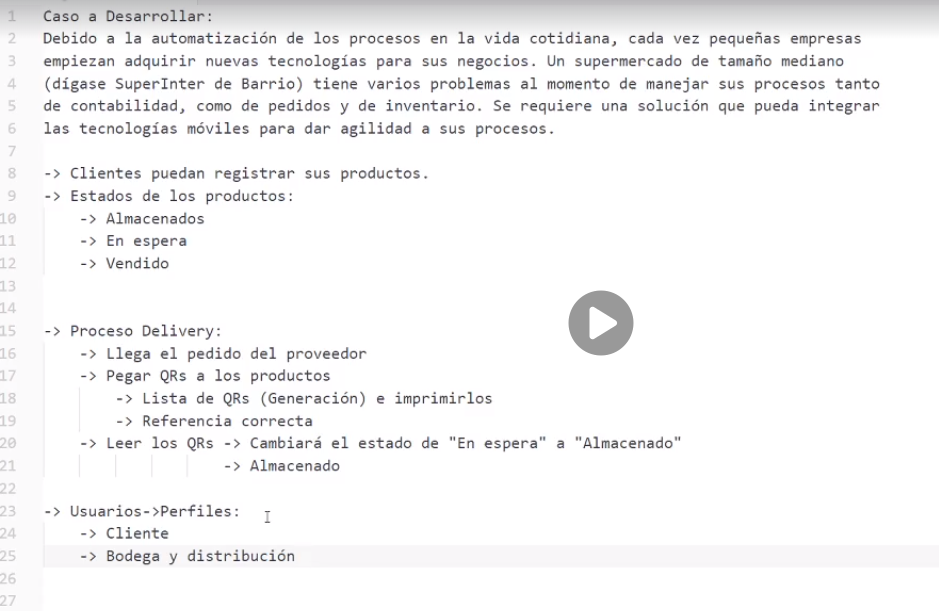 1 Caso a Desarrollar:
2 Debido a la automatización de los procesos en la vida cotidiana, cada vez pequeñas empresas
3 empiezan adquirir nuevas tecnologías para sus negocios. Un supermercado de tamaño mediano
4 (dígase SuperInter de Barrio) tiene varios problemas al momento de manejar sus procesos tanto
5 de contabilidad, como de pedidos y de inventario. Se requiere una solución que pueda integrar
6 las tecnologías móviles para dar agilidad a sus procesos.
7
8 -> Clientes puedan registrar sus productos.
9 -> Estados de los productos:
10 -> Almacenados
11 -> En espera
12 -> Vendido
13
14
15 -> Proceso Delivery:
16 -> Llega el pedido del proveedor
17 -> Pegar QRs a los productos
18 -> Lista de QRs (Generación) e imprimirlos
19 -> Referencia correcta
20 -> Leer los QRs -> Cambiará el estado de "En espera" a "Almacenado"
21 -> Almacenado
22
23 -> Usuarios->Perfiles:
24 -> Cliente
25 -> Bodega y distribución
26
27